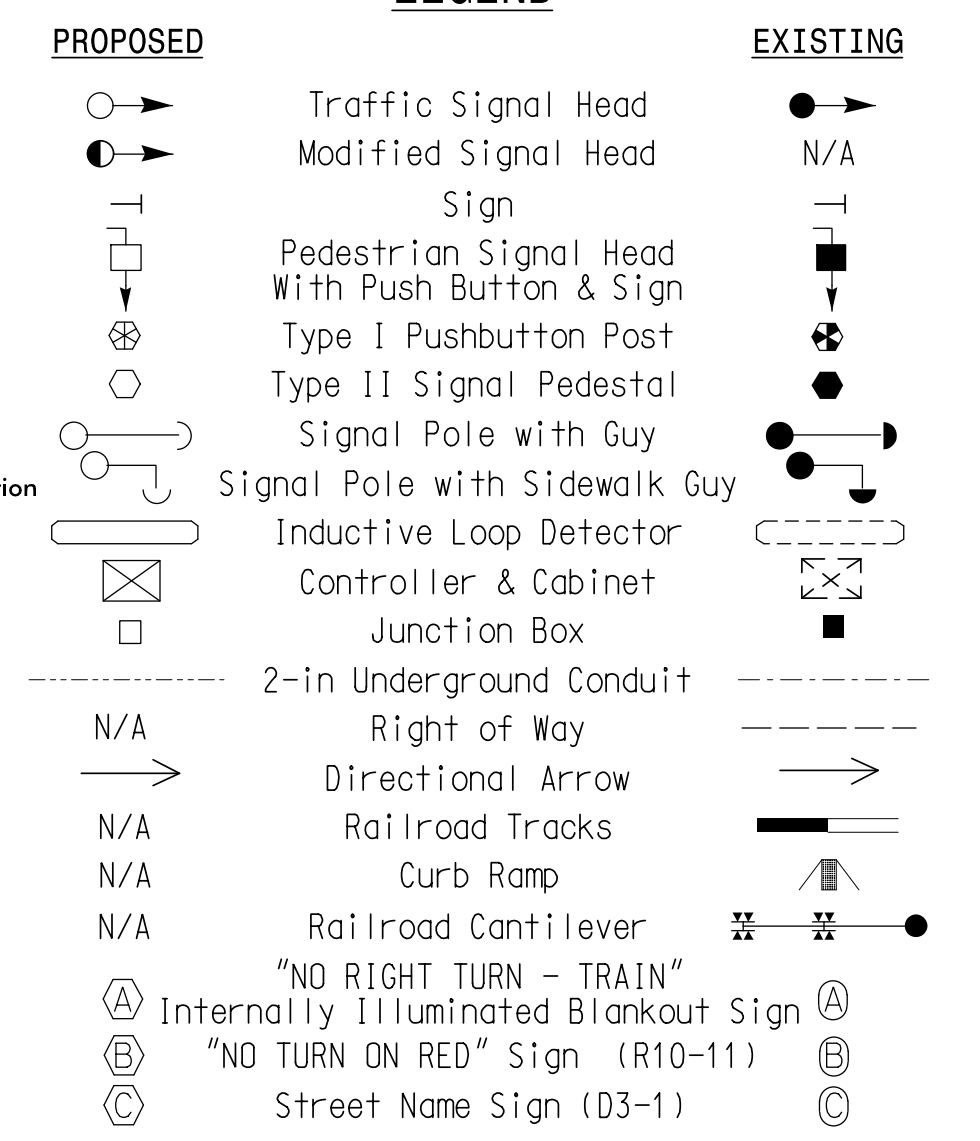 LEGEND
PROPOSED EXISTING
Traffic Signal Head
Modified Signal Head N/A
Sign
Pedestrian Signal Head
With Push Button & Sign
Type I Pushbutton Post
Type II Signal Pedestal
Signal Pole with Guy
Signal Pole with Sidewalk Guy
Inductive Loop Detector
Controller & Cabinet
Junction Box
2-in Underground Conduit
N/A Right of Way
Directional Arrow
N/A Railroad Tracks
N/A Curb Ramp
N/A Railroad Cantilever
"NO RIGHT TURN - TRAIN"
A Internally Illuminated Blankout Sign A
B "NO TURN ON RED" Sign (R10-11) B
C Street Name Sign (D3-1) C